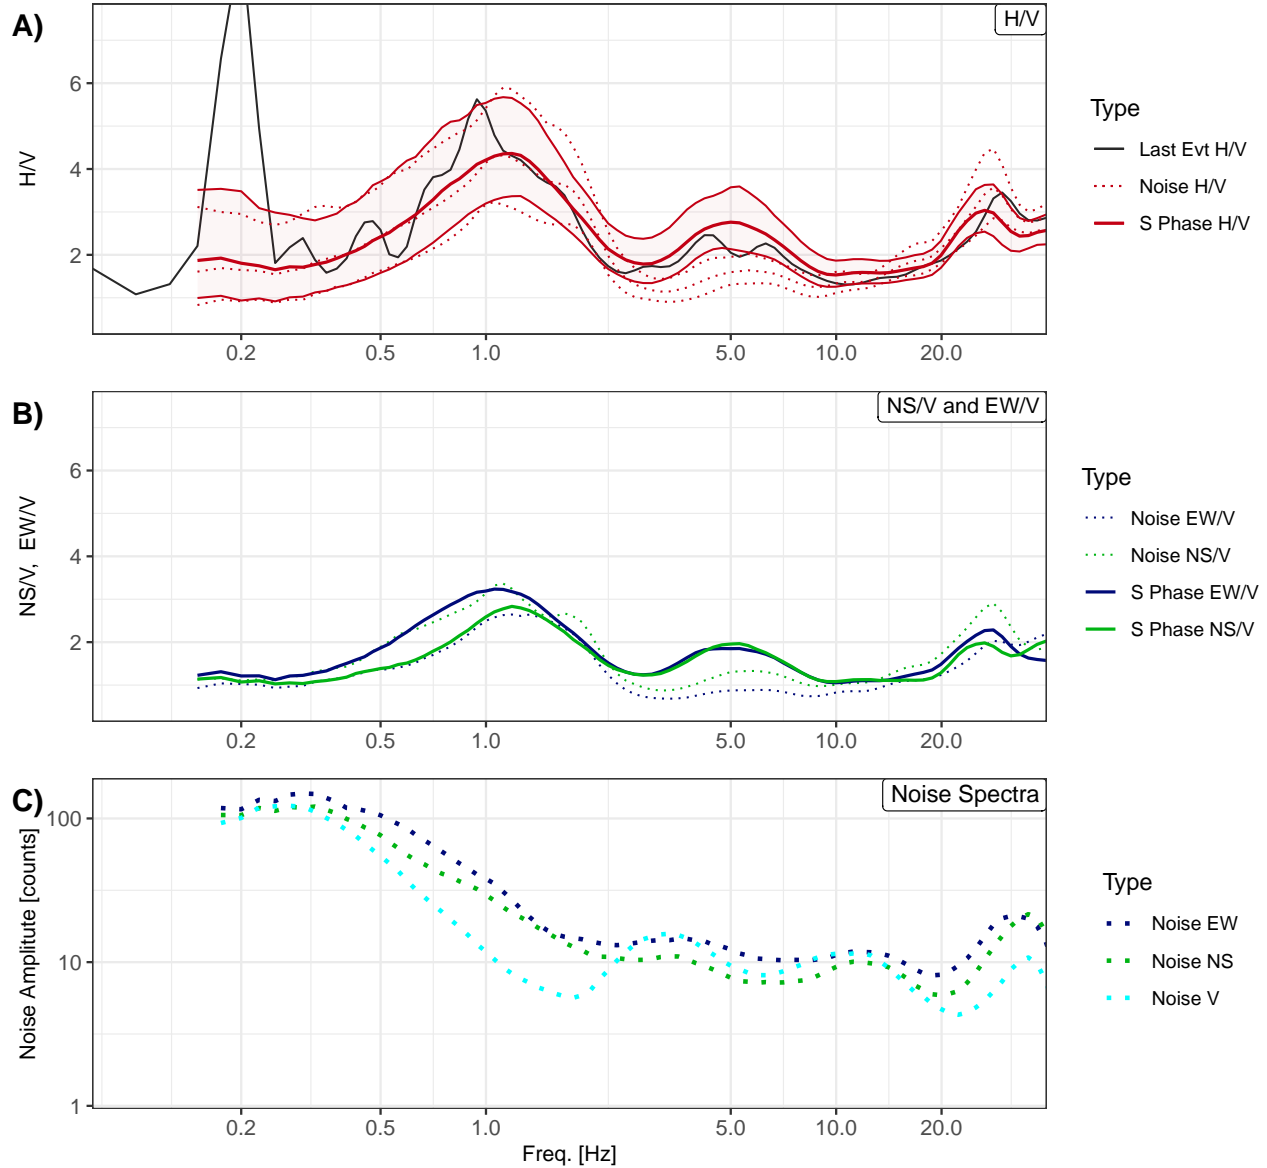 A)
H/V
6
4
2
H/V
0.2 0.5 1.0 5.0 10.0 20.0
Type
Last Evt H/V
Noise H/V
S Phase H/V
B)
NS/V and EW/V
6
4
2
NS/V, EW/V
0.2 0.5 1.0 5.0 10.0 20.0
Type
Noise EW/V
Noise NS/V
S Phase EW/V
S Phase NS/V
C)
Noise Spectra
100
10
1
Noise Amplitute [counts]
0.2 0.5 1.0 5.0 10.0 20.0
Freq. [Hz]
Type
Noise EW
Noise NS
Noise V